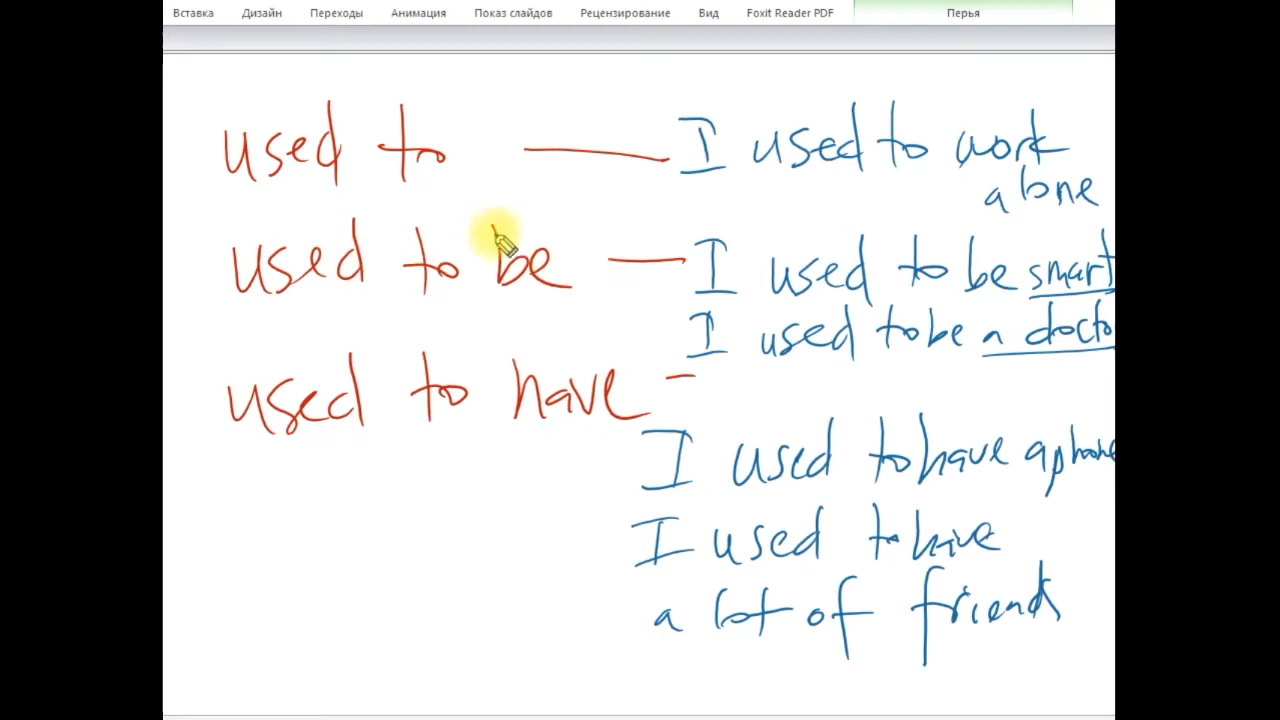 Вставка Дизайн Переходы Анимация Показ слайдов Рецензирование Вид Foxit Reader PDF Перья
used to — I used to work
alone
used to be — I used to be smart
I used to be a docto
used to have –
I used to have a phone
I used to have
a lot of friends